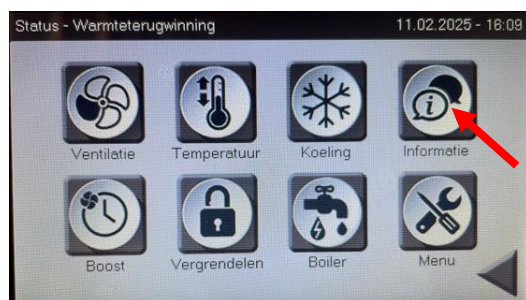 Status - Warmteterugwinning 11.02.2025 - 16:09
Ventilatie Temperatuur Koeling Informatie
Boost Vergrendelen Boiler Menu